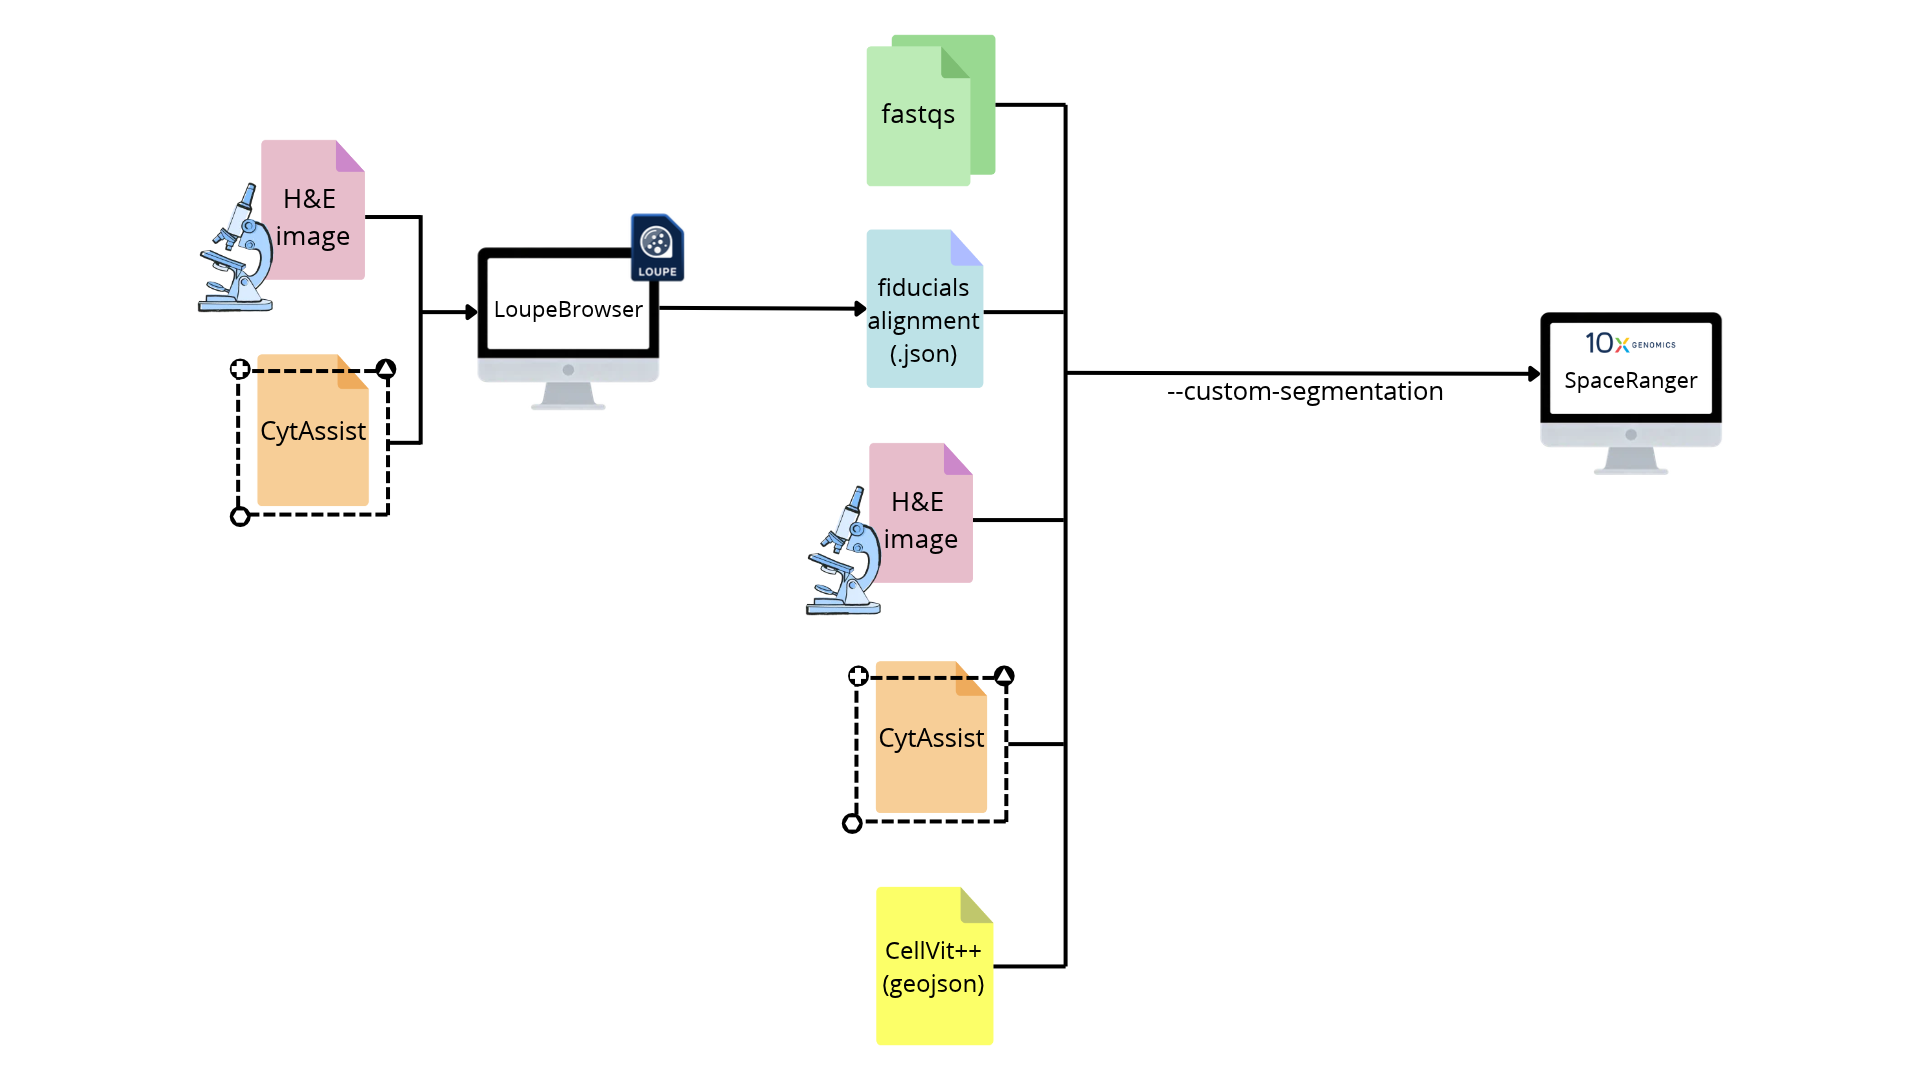 fastqs
H&E
image
LOUPE
LoupeBrowser
fiducials
alignment
(.json)
10x GENOMICS
SpaceRanger
--custom-segmentation
CytAssist
H&E
image
CytAssist
CellVit++
(geojson)